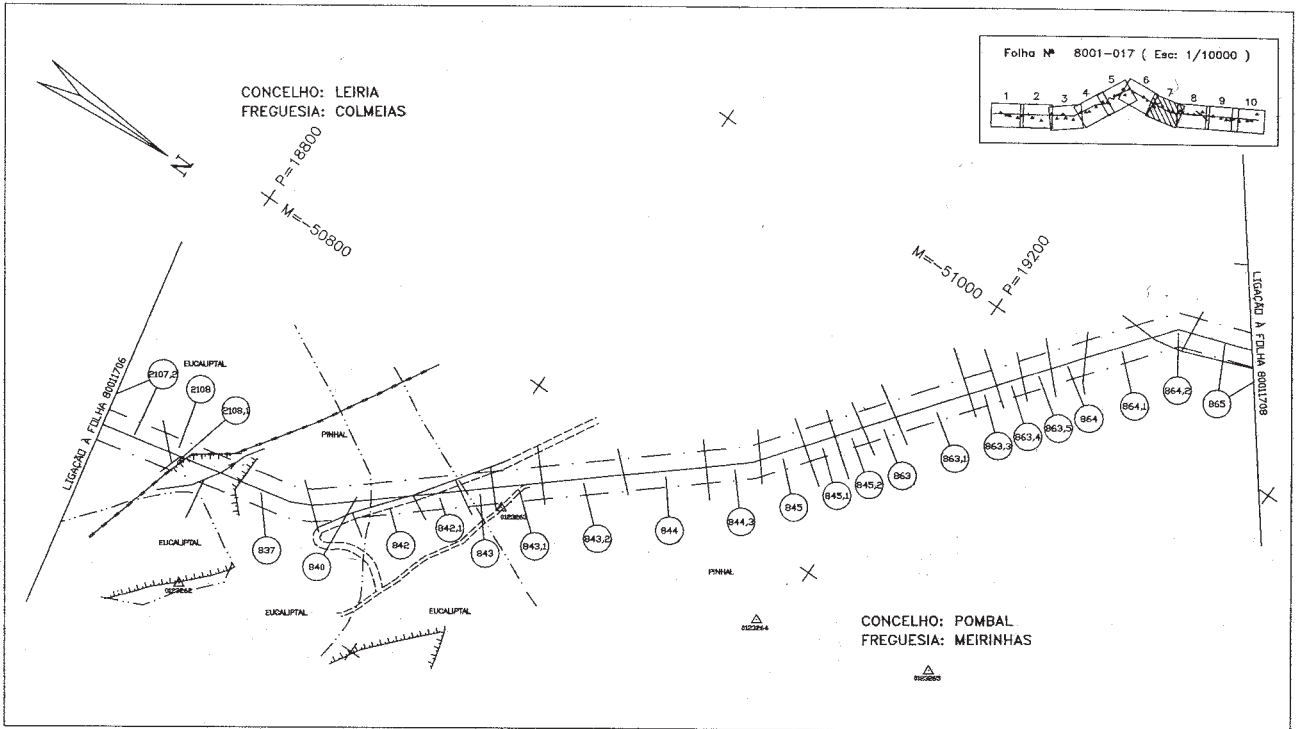 Folha Nº 8001-017 ( Esc: 1/10000 )
1 2 3 4 5 6 7 8 9 10
CONCELHO: LEIRIA
FREGUESIA: COLMEIAS
N
P=18800
M=-50800
M=-51000
P=19200
LIGAÇÃO À FOLHA 80011706
LIGAÇÃO À FOLHA 80011708
EUCALIPTAL
2107,2
2108
2108,1
PINHAL
EUCALIPTAL
837
840
842
842,1
843
843,1
843,2
844
844,3
845
845,1
845,2
863
863,1
863,3
863,4
863,5
864
864,1
864,2
865
0123262
EUCALIPTAL
EUCALIPTAL
PINHAL
0123264
CONCELHO: POMBAL
FREGUESIA: MEIRINHAS